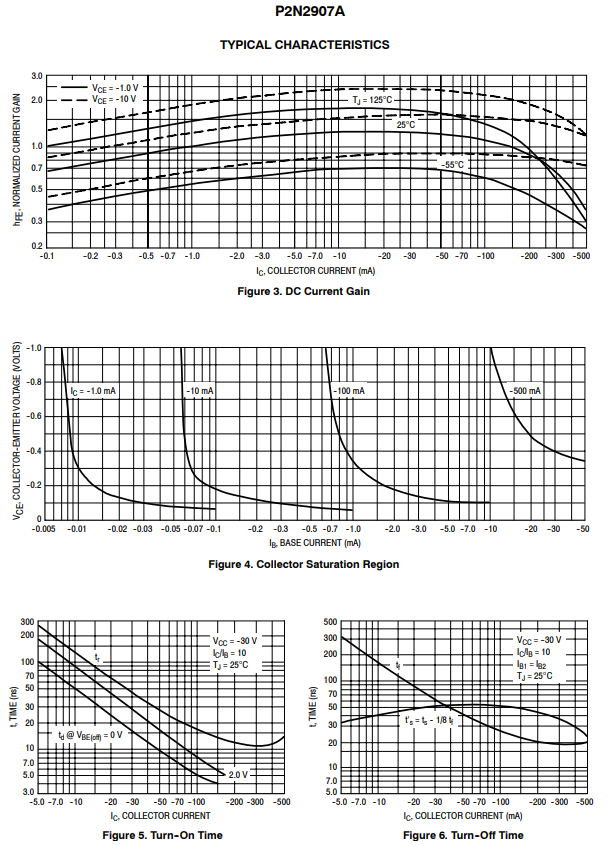 P2N2907A
TYPICAL CHARACTERISTICS
hFE, NORMALIZED CURRENT GAIN
3.0
2.0
1.0
0.7
0.5
0.3
0.2
VCE = -1.0 V
VCE = -10 V
TJ = 125°C
25°C
-55°C
-0.1 -0.2 -0.3 -0.5 -0.7 -1.0 -2.0 -3.0 -5.0 -7.0 -10 -20 -30 -50 -70 -100 -200 -300 -500
IC, COLLECTOR CURRENT (mA)
Figure 3. DC Current Gain
VCE, COLLECTOR-EMITTER VOLTAGE (VOLTS)
-1.0
-0.8
-0.6
-0.4
-0.2
0
IC = -1.0 mA
-10 mA
-100 mA
-500 mA
-0.005 -0.01 -0.02 -0.03 -0.05 -0.07 -0.1 -0.2 -0.3 -0.5 -0.7 -1.0 -2.0 -3.0 -5.0 -7.0 -10 -20 -30 -50
IB, BASE CURRENT (mA)
Figure 4. Collector Saturation Region
t, TIME (ns)
300
200
100
70
50
30
20
10
7.0
5.0
3.0
tr
VCC = -30 V
IC/IB = 10
TJ = 25°C
td @ VBE(off) = 0 V
2.0 V
-5.0 -7.0 -10 -20 -30 -50 -70 -100 -200 -300 -500
IC, COLLECTOR CURRENT
Figure 5. Turn-On Time
t, TIME (ns)
500
300
200
100
70
50
30
20
10
7.0
5.0
tf
VCC = -30 V
IC/IB = 10
IB1 = IB2
TJ = 25°C
t's = ts - 1/8 tf
-5.0 -7.0 -10 -20 -30 -50 -70 -100 -200 -300 -500
IC, COLLECTOR CURRENT (mA)
Figure 6. Turn-Off Time